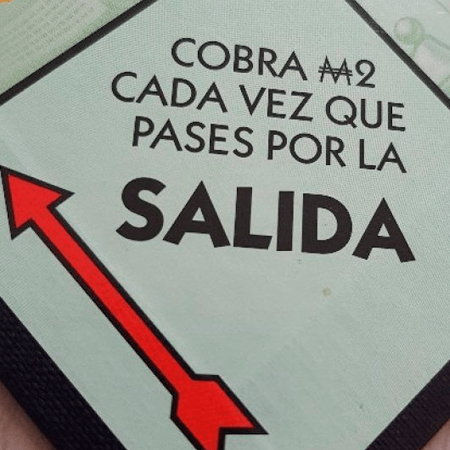 COBRA ₩2
CADA VEZ QUE
PASES POR LA
SALIDA